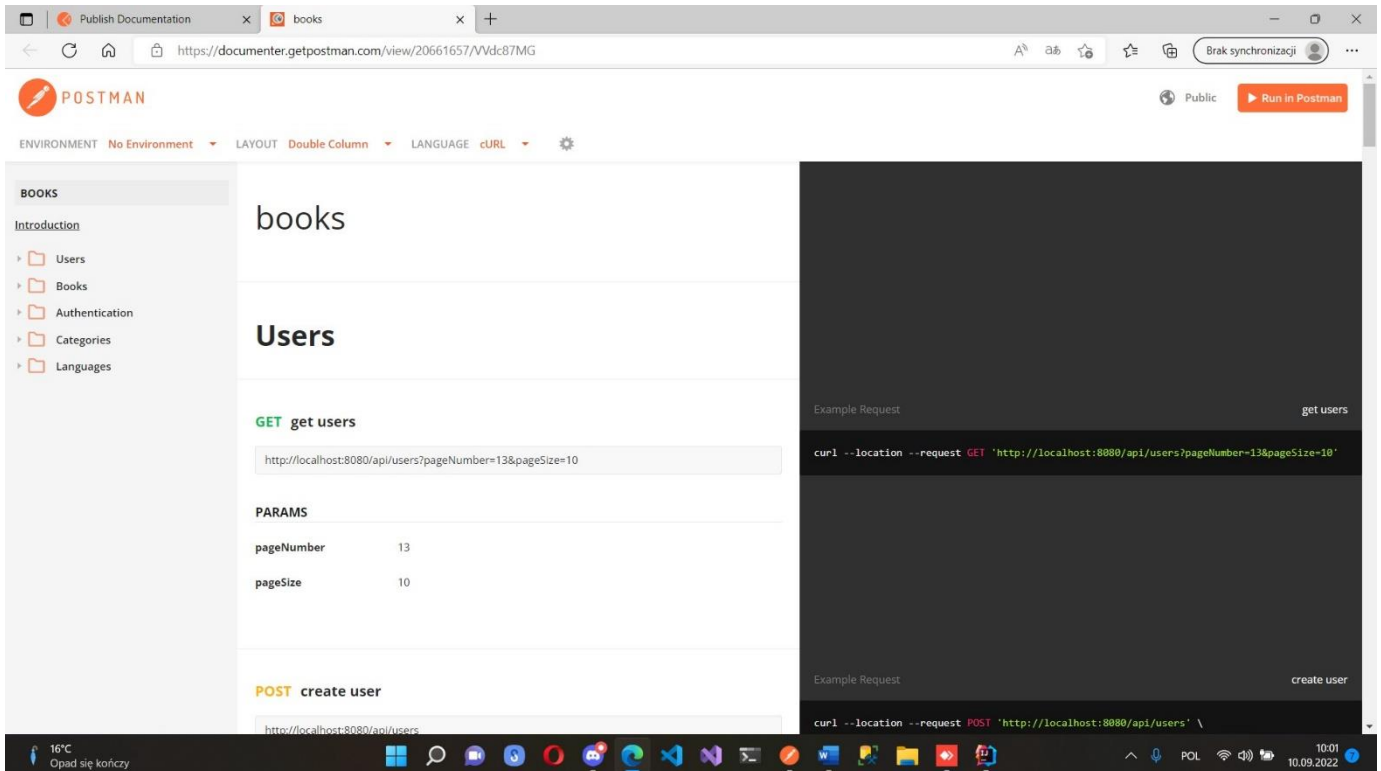 Publish Documentation
books
https://documenter.getpostman.com/view/20661657/VVdc87MG
Brak synchronizacji
POSTMAN
Public
Run in Postman
ENVIRONMENT No Environment LAYOUT Double Column LANGUAGE cURL
BOOKS
Introduction
Users
Books
Authentication
Categories
Languages
books
Users
GET get users
http://localhost:8080/api/users?pageNumber=13&pageSize=10
PARAMS
pageNumber 13
pageSize 10
POST create user
http://localhost:8080/api/users
Example Request get users
curl --location --request GET 'http://localhost:8080/api/users?pageNumber=13&pageSize=10'
Example Request create user
curl --location --request POST 'http://localhost:8080/api/users' \
16°C
Opad się kończy
POL
10:01
10.09.2022